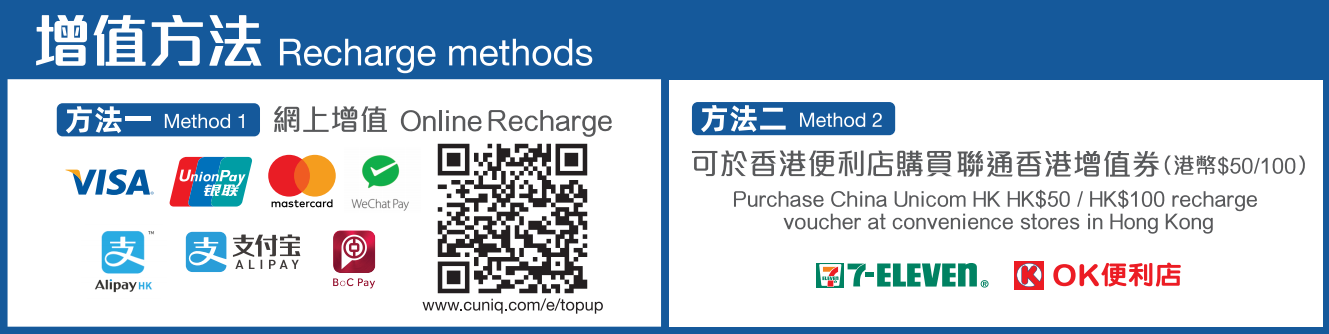 增值方法 Recharge methods
方法一 Method 1 網上增值 Online Recharge
VISA UnionPay 银联 mastercard WeChat Pay
支 Alipay HK 支 支付宝 ALIPAY BoC Pay
www.cuniq.com/e/topup
方法二 Method 2
可於香港便利店購買聯通香港增值券(港幣$50/100)
Purchase China Unicom HK HK$50 / HK$100 recharge
voucher at convenience stores in Hong Kong
7 ELEVEN 7-ELEVEN® K OK便利店